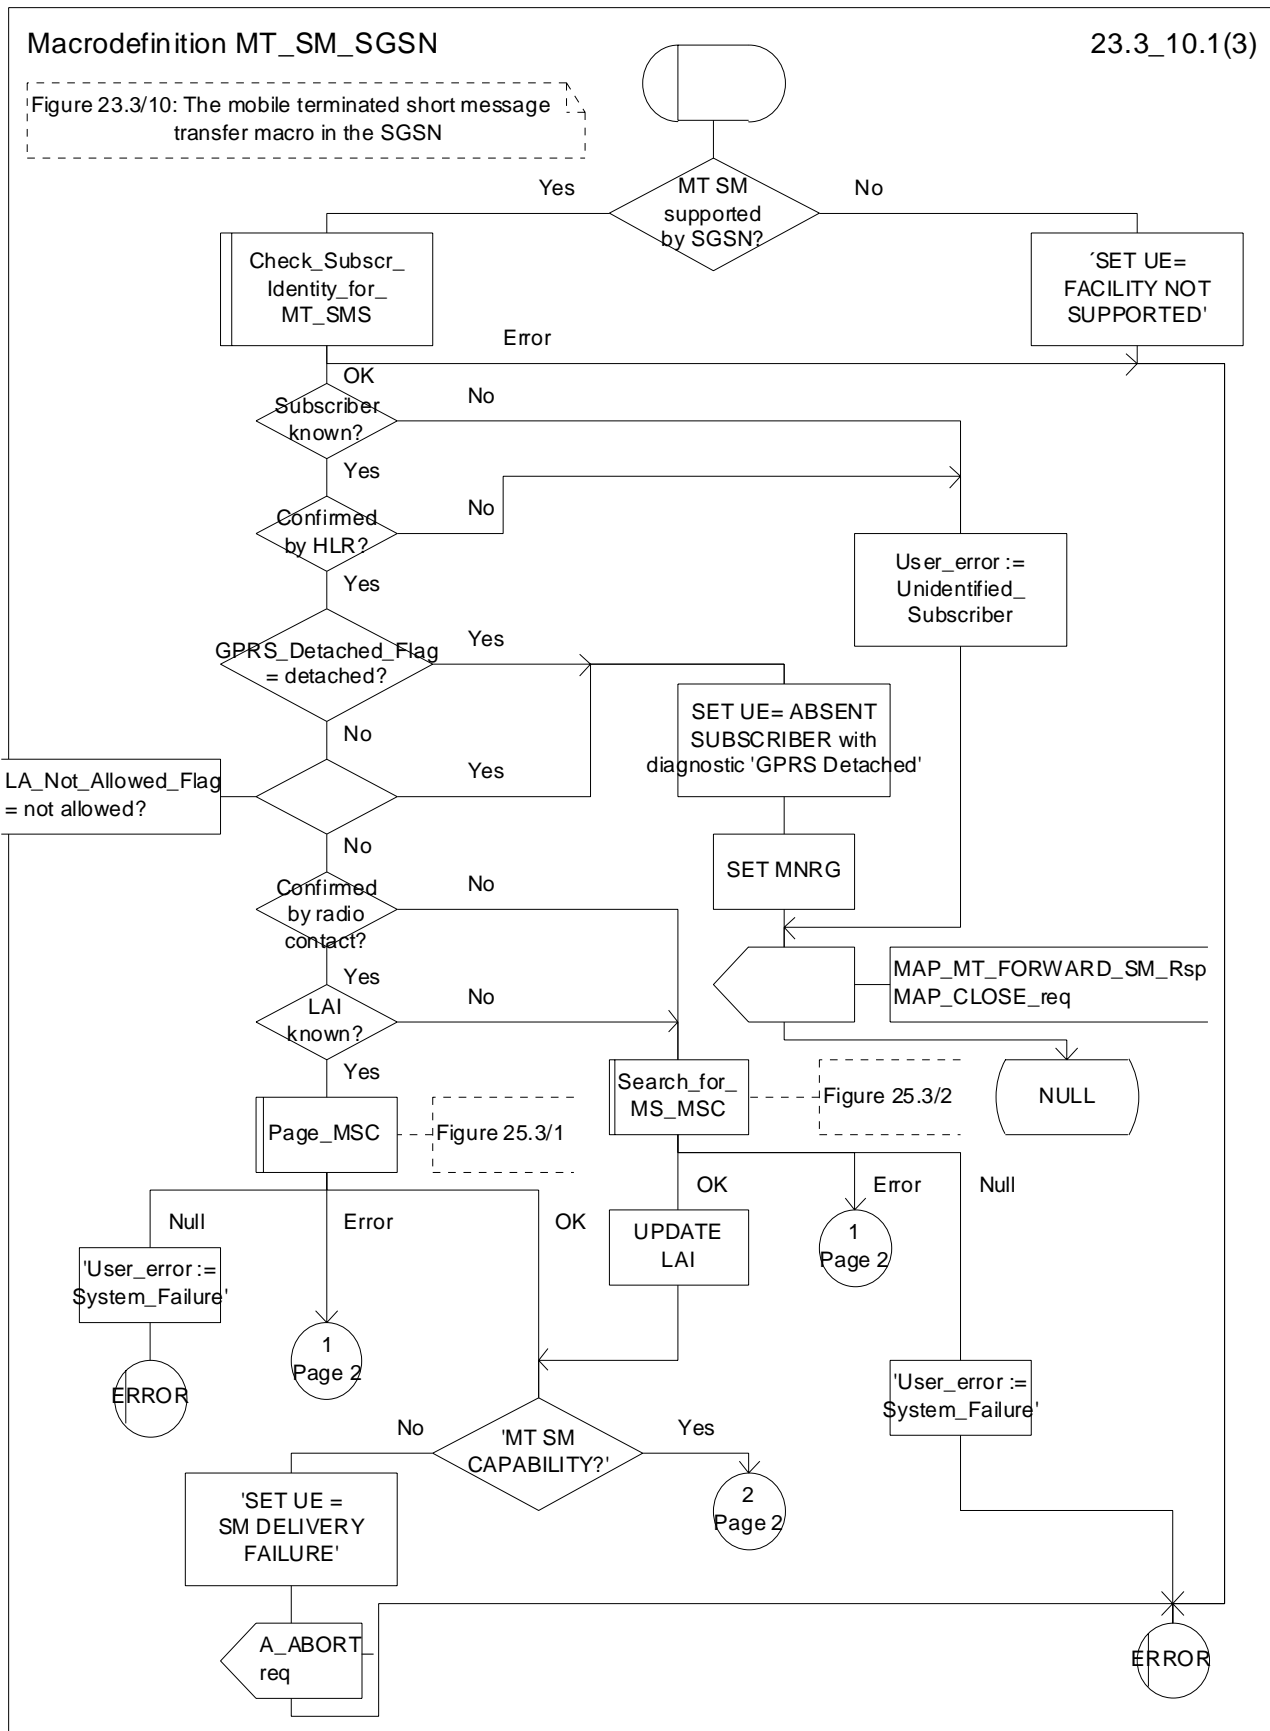 Macrodefinition MT_SM_SGSN
23.3_10.1(3)
Figure 23.3/10: The mobile terminated short message
transfer macro in the SGSN
Yes
MT SM
supported
by SGSN?
No
Check_Subscr_
Identity_for_
MT_SMS
´SET UE=
FACILITY NOT
SUPPORTED'
Error
OK
Subscriber
known?
No
Yes
Confirmed
by HLR?
No
User_error :=
Unidentified_
Subscriber
Yes
GPRS_Detached_Flag
= detached?
Yes
SET UE= ABSENT
SUBSCRIBER with
diagnostic 'GPRS Detached'
No
LA_Not_Allowed_Flag
= not allowed?
Yes
No
SET MNRG
Confirmed
by radio
contact?
No
MAP_MT_FORWARD_SM_Rsp
MAP_CLOSE_req
Yes
LAI
known?
No
Yes
Search_for_
MS_MSC
Figure 25.3/2
NULL
Page_MSC
Figure 25.3/1
OK
Error
Null
Null
Error
OK
UPDATE
LAI
1
Page 2
'User_error :=
System_Failure'
1
Page 2
ERROR
'User_error :=
System_Failure'
No
'MT SM
CAPABILITY?'
Yes
2
Page 2
'SET UE =
SM DELIVERY
FAILURE'
A_ABORT_
req
ERROR